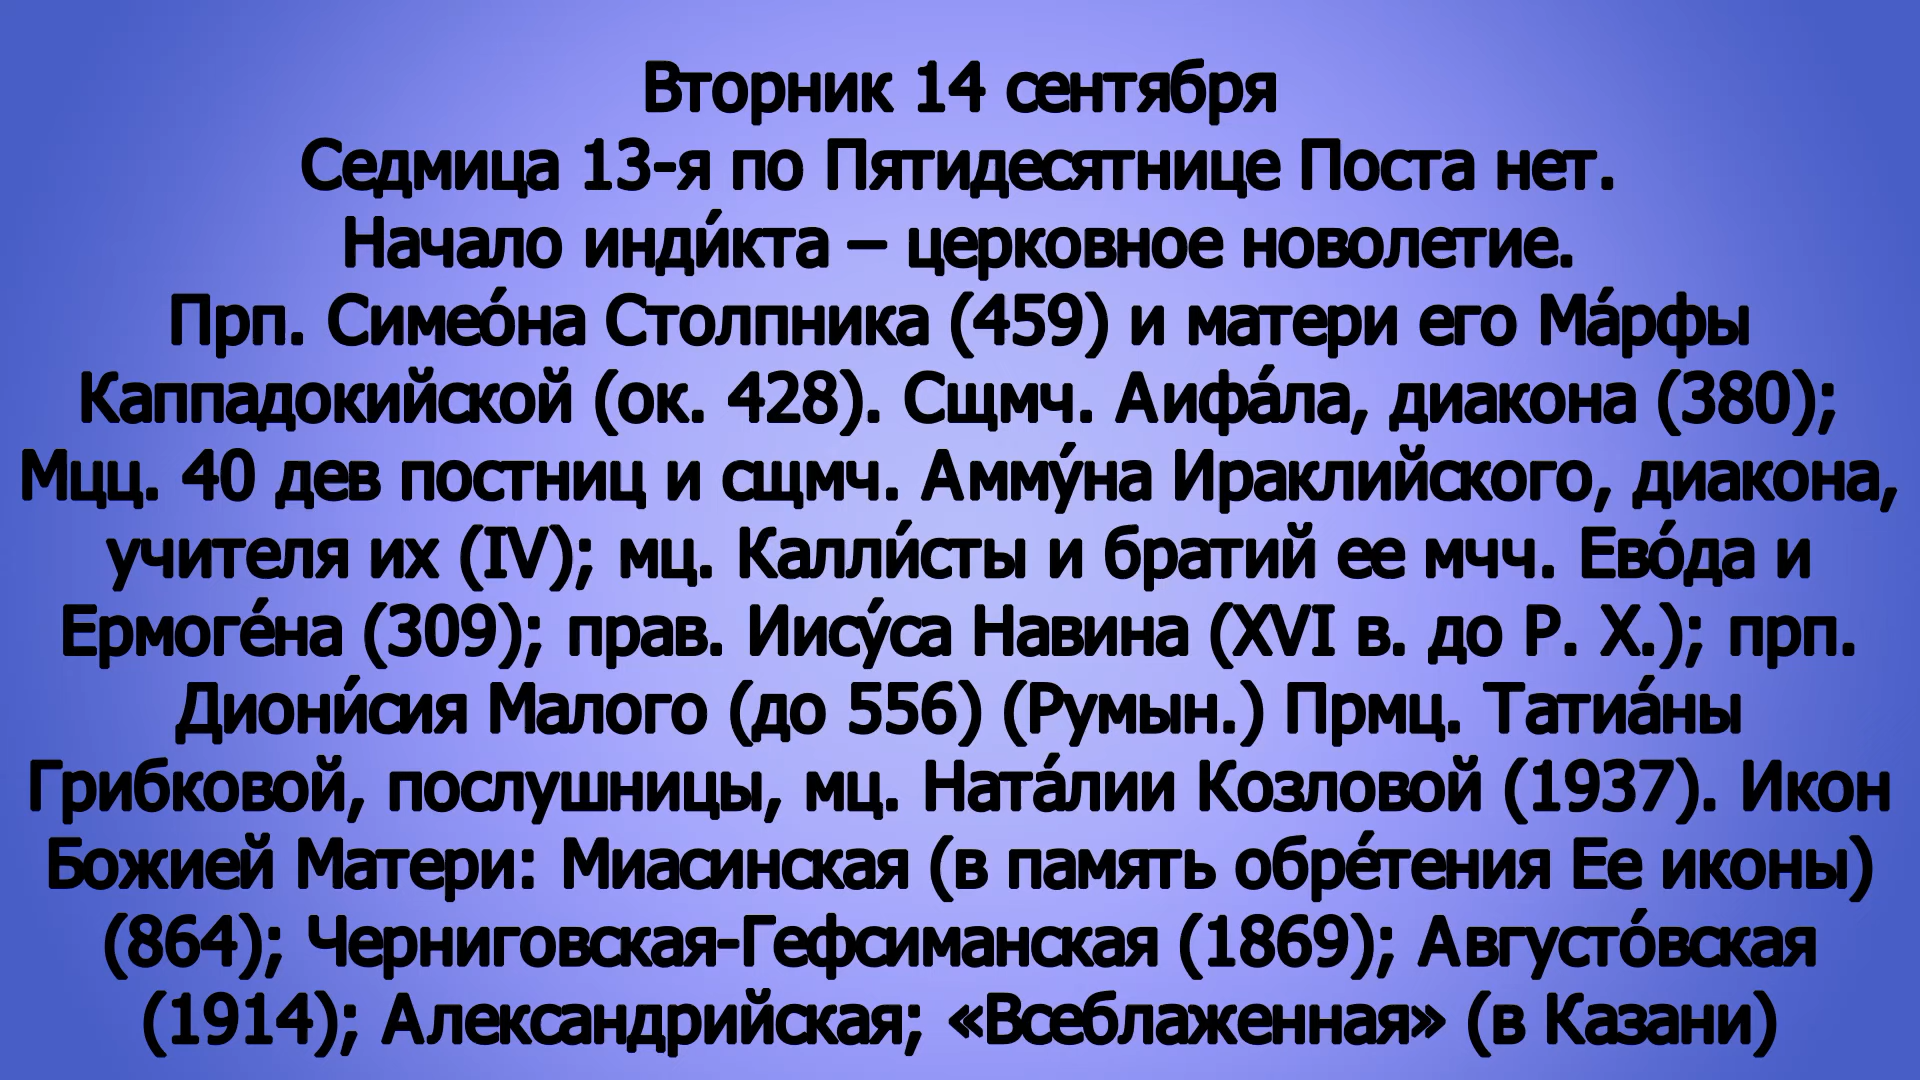 Вторник 14 сентября
Седмица 13-я по Пятидесятнице Поста нет.
Начало инди́кта – церковное новолетие.
Прп. Симео́на Столпника (459) и матери его Ма́рфы
Каппадокийской (ок. 428). Сщмч. Аифа́ла, диакона (380);
Мцц. 40 дев постниц и сщмч. Амму́на Ираклийского, диакона,
учителя их (IV); мц. Калли́сты и братий ее мчч. Ево́да и
Ермоге́на (309); прав. Иису́са Навина (XVI в. до Р. Х.); прп.
Диони́сия Малого (до 556) (Румын.) Прмц. Татиа́ны
Грибковой, послушницы, мц. Ната́лии Козловой (1937). Икон
Божией Матери: Миасинская (в память обре́тения Ее иконы)
(864); Черниговская-Гефсиманская (1869); Августо́вская
(1914); Александрийская; «Всеблаженная» (в Казани)